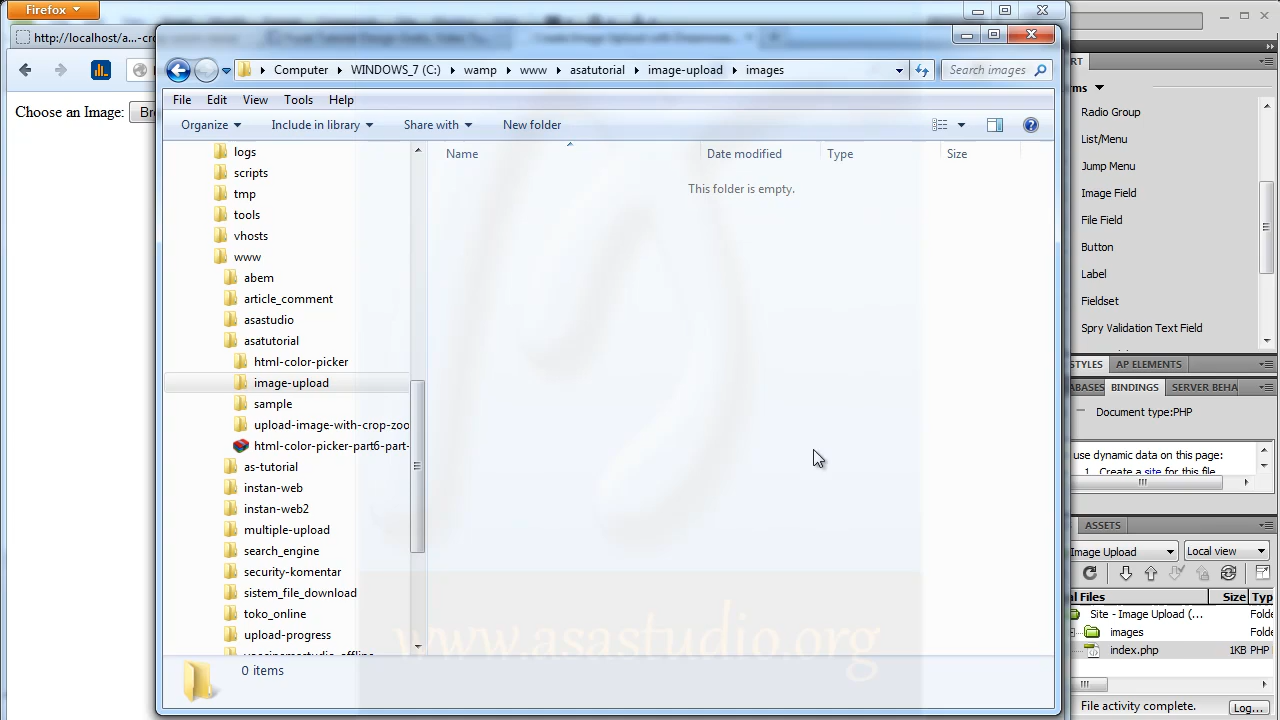 Firefox
http://localhost/a...-cr
Choose an Image:
Computer WINDOWS_7 (C:) wamp www asatutorial image-upload images
Search images
File Edit View Tools Help
Organize Include in library Share with New folder
Name Date modified Type Size
This folder is empty.
logs
scripts
tmp
tools
vhosts
www
abem
article_comment
asastudio
asatutorial
html-color-picker
image-upload
sample
upload-image-with-crop-zoo
html-color-picker-part6-part-
as-tutorial
instan-web
instan-web2
multiple-upload
search_engine
security-komentar
sistem_file_download
toko_online
upload-progress
0 items
www.asastudio.org
Radio Group
List/Menu
Jump Menu
Image Field
File Field
Button
Label
Fieldset
Spry Validation Text Field
STYLES AP ELEMENTS
ABASES BINDINGS SERVER BEHA
Document type:PHP
use dynamic data on this page:
1. Create a site for this file.
ASSETS
Image Upload Local view
al Files Size Typ
Site - Image Upload (... Folde
images Folde
index.php 1KB PHP
File activity complete. Log...